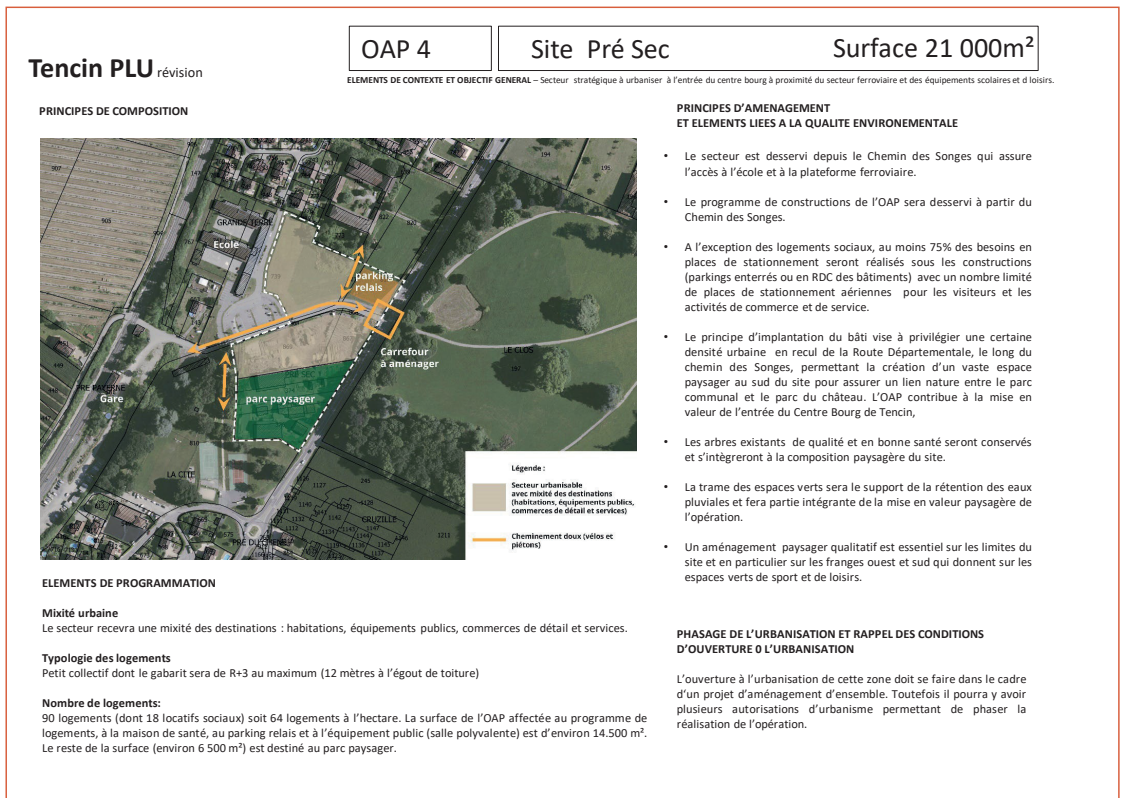 Tencin PLU révision
OAP 4
Site Pré Sec
Surface 21 000m²
ELEMENTS DE CONTEXTE ET OBJECTIF GENERAL – Secteur stratégique à urbaniser à l'entrée du centre bourg à proximité du secteur ferroviaire et des équipements scolaires et d loisirs.
PRINCIPES DE COMPOSITION
GRANDE TERRE
Ecole
parking
relais
Carrefour
à aménager
LE CLOS
PRE PAYERNE
Gare
parc paysager
LA CITE
CRUZILLE
Légende :
Secteur urbanisable
avec mixité des destinations
(habitations, équipements publics,
commerces de détail et services)
Cheminement doux (vélos et
piétons)
ELEMENTS DE PROGRAMMATION
Mixité urbaine
Le secteur recevra une mixité des destinations : habitations, équipements publics, commerces de détail et services.
Typologie des logements
Petit collectif dont le gabarit sera de R+3 au maximum (12 mètres à l'égout de toiture)
Nombre de logements:
90 logements (dont 18 locatifs sociaux) soit 64 logements à l'hectare. La surface de l'OAP affectée au programme de
logements, à la maison de santé, au parking relais et à l'équipement public (salle polyvalente) est d'environ 14.500 m².
Le reste de la surface (environ 6 500 m²) est destiné au parc paysager.
PRINCIPES D'AMENAGEMENT
ET ELEMENTS LIEES A LA QUALITE ENVIRONEMENTALE
• Le secteur est desservi depuis le Chemin des Songes qui assure
l'accès à l'école et à la plateforme ferroviaire.
• Le programme de constructions de l'OAP sera desservi à partir du
Chemin des Songes.
• A l'exception des logements sociaux, au moins 75% des besoins en
places de stationnement seront réalisés sous les constructions
(parkings enterrés ou en RDC des bâtiments) avec un nombre limité
de places de stationnement aériennes pour les visiteurs et les
activités de commerce et de service.
• Le principe d'implantation du bâti vise à privilégier une certaine
densité urbaine en recul de la Route Départementale, le long du
chemin des Songes, permettant la création d'un vaste espace
paysager au sud du site pour assurer un lien nature entre le parc
communal et le parc du château. L'OAP contribue à la mise en
valeur de l'entrée du Centre Bourg de Tencin,
• Les arbres existants de qualité et en bonne santé seront conservés
et s'intègreront à la composition paysagère du site.
• La trame des espaces verts sera le support de la rétention des eaux
pluviales et fera partie intégrante de la mise en valeur paysagère de
l'opération.
• Un aménagement paysager qualitatif est essentiel sur les limites du
site et en particulier sur les franges ouest et sud qui donnent sur les
espaces verts de sport et de loisirs.
PHASAGE DE L'URBANISATION ET RAPPEL DES CONDITIONS
D'OUVERTURE 0 L'URBANISATION
L'ouverture à l'urbanisation de cette zone doit se faire dans le cadre
d'un projet d'aménagement d'ensemble. Toutefois il pourra y avoir
plusieurs autorisations d'urbanisme permettant de phaser la
réalisation de l'opération.